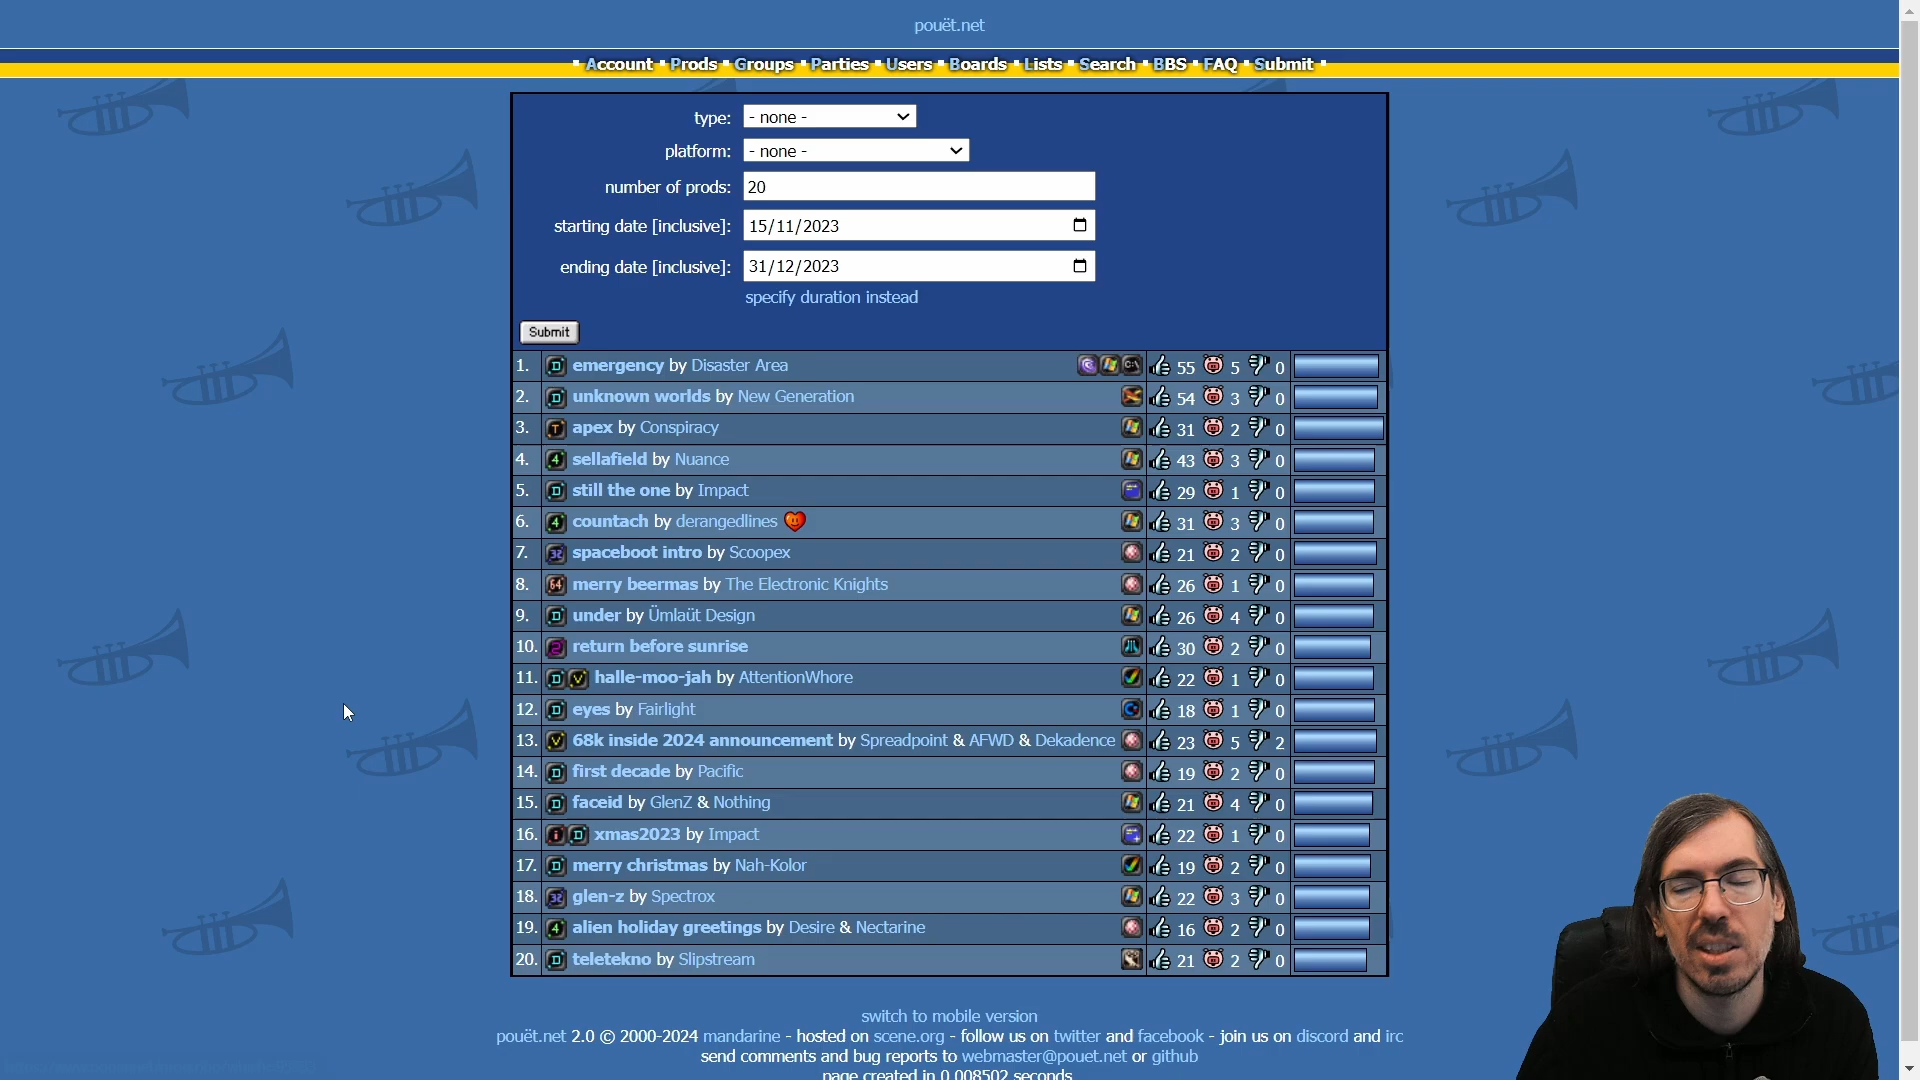 pouët.net
Account Prods Groups Parties Users Boards Lists Search BBS FAQ Submit
type: - none -
platform: - none -
number of prods: 20
starting date [inclusive]: 15/11/2023
ending date [inclusive]: 31/12/2023
specify duration instead
Submit
1. emergency by Disaster Area 55 5 0
2. unknown worlds by New Generation 54 3 0
3. apex by Conspiracy 31 2 0
4. sellafield by Nuance 43 3 0
5. still the one by Impact 29 1 0
6. countach by derangedlines 31 3 0
7. spaceboot intro by Scoopex 21 2 0
8. merry beermas by The Electronic Knights 26 1 0
9. under by Ümlaüt Design 26 4 0
10. return before sunrise 30 2 0
11. halle-moo-jah by AttentionWhore 22 1 0
12. eyes by Fairlight 18 1 0
13. 68k inside 2024 announcement by Spreadpoint & AFWD & Dekadence 23 5 2
14. first decade by Pacific 19 2 0
15. faceid by GlenZ & Nothing 21 4 0
16. xmas2023 by Impact 22 1 0
17. merry christmas by Nah-Kolor 19 2 0
18. glen-z by Spectrox 22 3 0
19. alien holiday greetings by Desire & Nectarine 16 2 0
20. teletekno by Slipstream 21 2 0
switch to mobile version
pouët.net 2.0 © 2000-2024 mandarine - hosted on scene.org - follow us on twitter and facebook - join us on discord and irc
send comments and bug reports to webmaster@pouet.net or github
page created in 0.008502 seconds